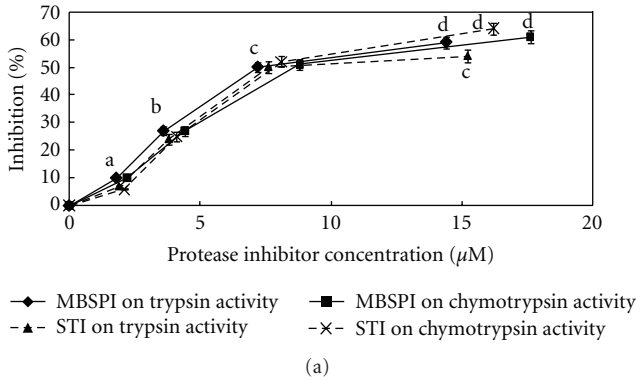 70
60
50
40
30
20
10
0
Inhibition (%)
a
b
c
d d d
c
0 5 10 15 20
Protease inhibitor concentration (µM)
MBSPI on trypsin activity MBSPI on chymotrypsin activity
STI on trypsin activity STI on chymotrypsin activity
(a)